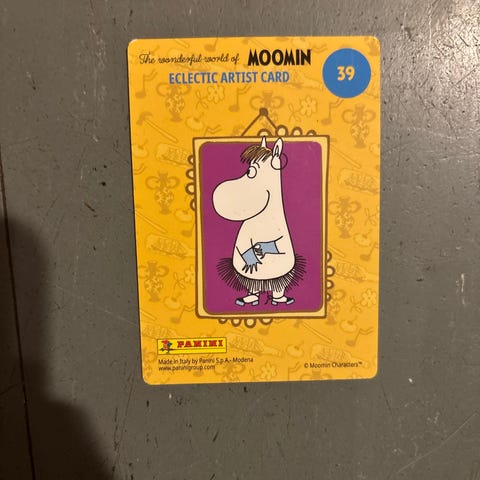 The wonderful world of MOOMIN
ECLECTIC ARTIST CARD
39
PANINI
Made in Italy by Panini S.p.A. - Modena
www.paninigroup.com
© Moomin Characters™